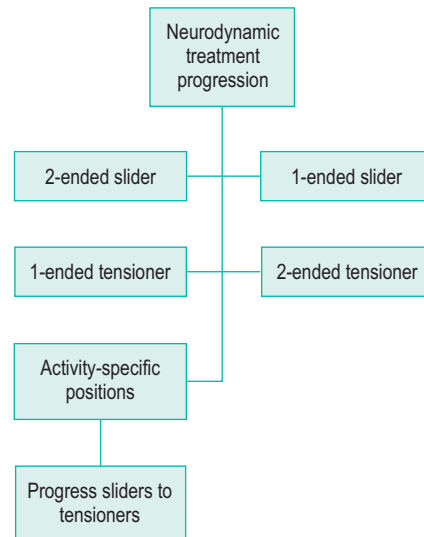 Neurodynamic
treatment
progression
2-ended slider
1-ended slider
1-ended tensioner
2-ended tensioner
Activity-specific
positions
Progress sliders to
tensioners